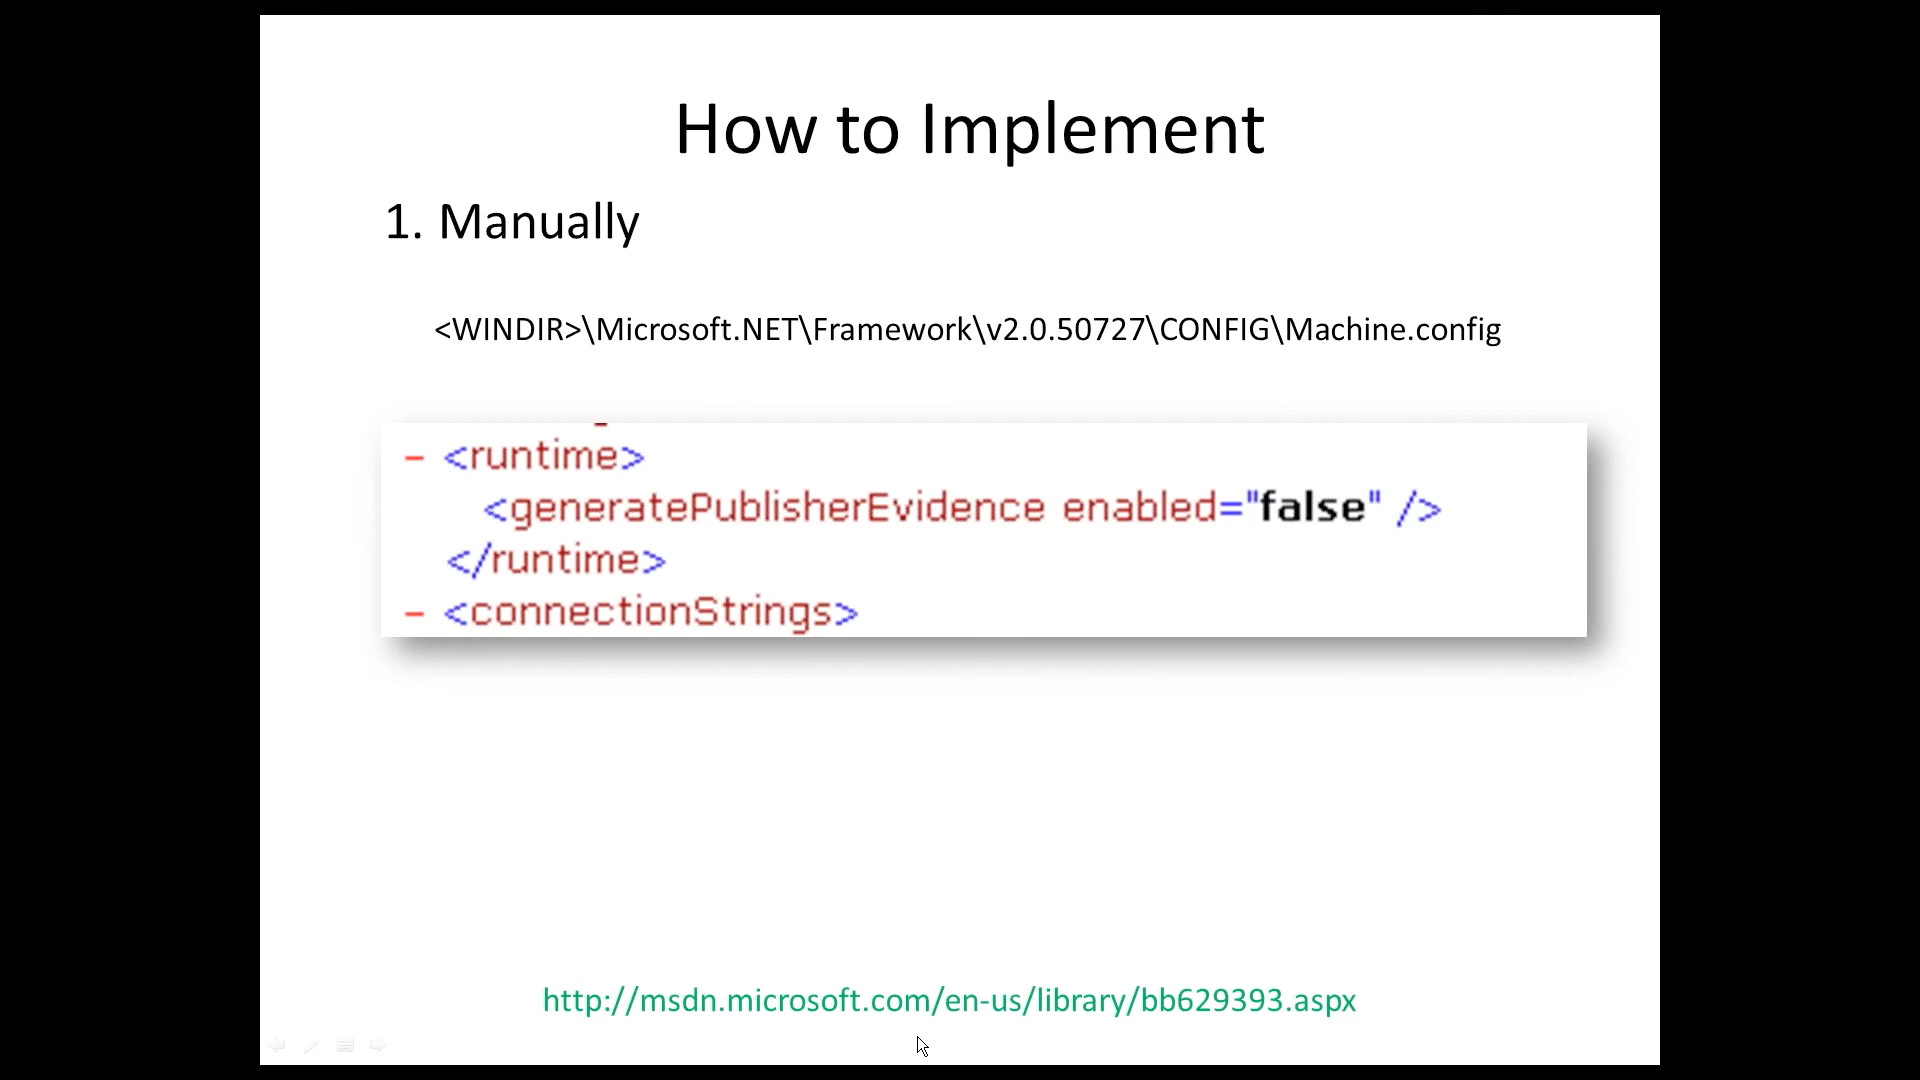 How to Implement
1. Manually
<WINDIR>\Microsoft.NET\Framework\v2.0.50727\CONFIG\Machine.config
- <runtime>
<generatePublisherEvidence enabled="false" />
</runtime>
- <connectionStrings>
http://msdn.microsoft.com/en-us/library/bb629393.aspx